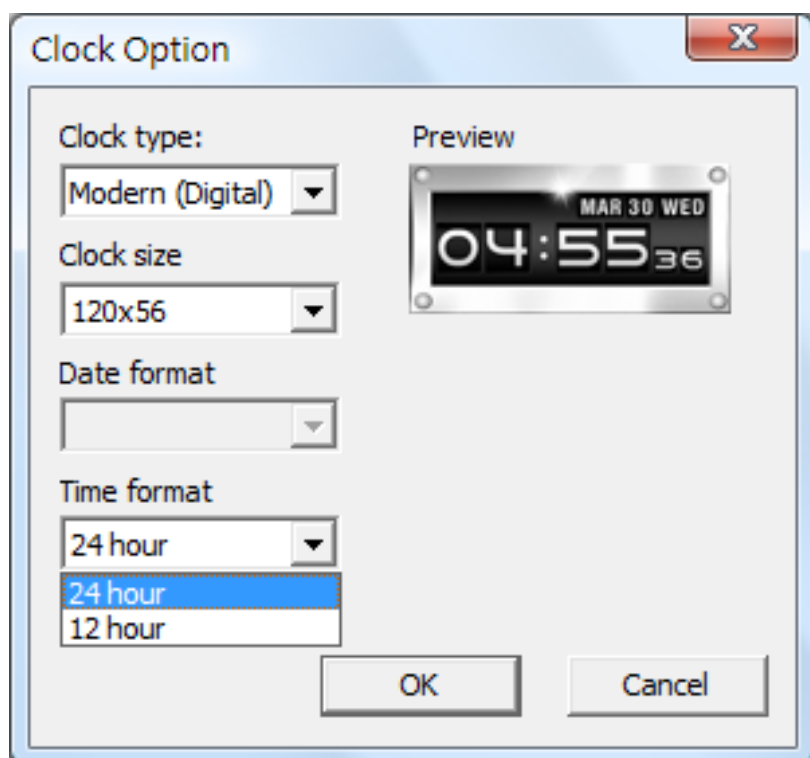 Clock Option
Clock type:
Modern (Digital)
Clock size
120x56
Date format
Time format
24 hour
24 hour
12 hour
Preview
MAR 30 WED
04:55 36
OK
Cancel